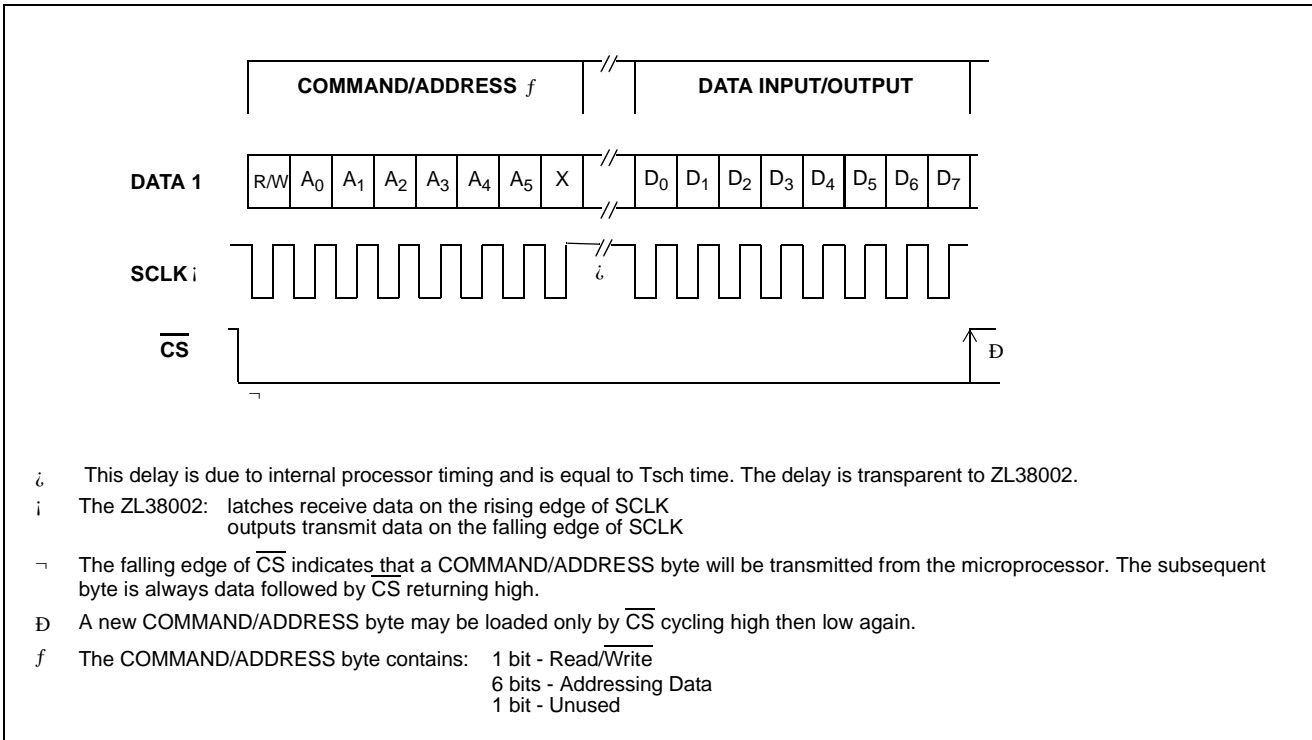 COMMAND/ADDRESS ƒ // DATA INPUT/OUTPUT
DATA 1 R/W A₀ A₁ A₂ A₃ A₄ A₅ X // D₀ D₁ D₂ D₃ D₄ D₅ D₆ D₇
//
SCLK ¡ //
¿
C̅S̅ Ð
¬
¿ This delay is due to internal processor timing and is equal to Tsch time. The delay is transparent to ZL38002.
¡ The ZL38002: latches receive data on the rising edge of SCLK
outputs transmit data on the falling edge of SCLK
¬ The falling edge of C̅S̅ indicates that a COMMAND/ADDRESS byte will be transmitted from the microprocessor. The subsequent
byte is always data followed by C̅S̅ returning high.
Ð A new COMMAND/ADDRESS byte may be loaded only by C̅S̅ cycling high then low again.
ƒ The COMMAND/ADDRESS byte contains: 1 bit - Read/W̅r̅i̅t̅e̅
6 bits - Addressing Data
1 bit - Unused